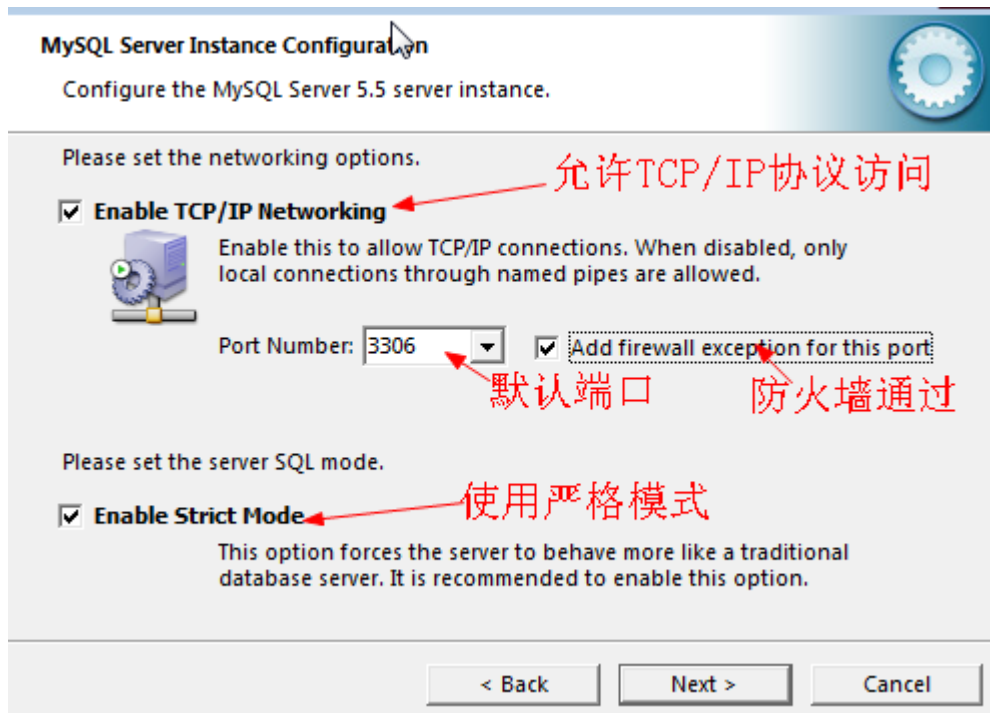 MySQL Server Instance Configuration
Configure the MySQL Server 5.5 server instance.
Please set the networking options.
允许TCP/IP协议访问
Enable TCP/IP Networking
Enable this to allow TCP/IP connections. When disabled, only
local connections through named pipes are allowed.
Port Number: 3306 Add firewall exception for this port
默认端口 防火墙通过
Please set the server SQL mode.
使用严格模式
Enable Strict Mode
This option forces the server to behave more like a traditional
database server. It is recommended to enable this option.
< Back Next > Cancel